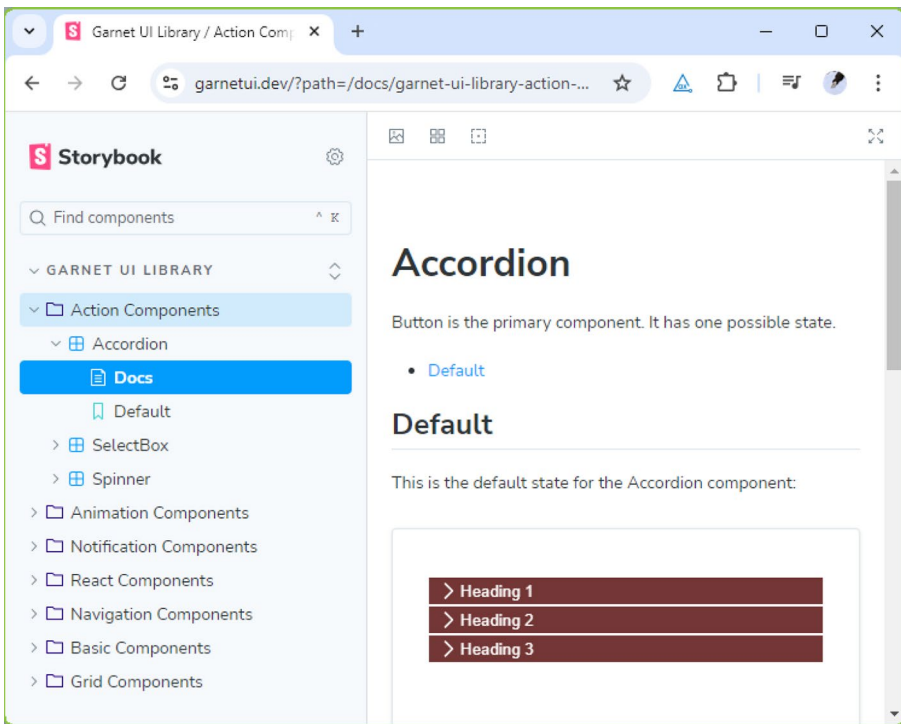 Garnet UI Library / Action Comp
garnetui.dev/?path=/docs/garnet-ui-library-action-...
Storybook
Find components
^ K
GARNET UI LIBRARY
Action Components
Accordion
Docs
Default
SelectBox
Spinner
Animation Components
Notification Components
React Components
Navigation Components
Basic Components
Grid Components
Accordion
Button is the primary component. It has one possible state.
• Default
Default
This is the default state for the Accordion component:
Heading 1
Heading 2
Heading 3